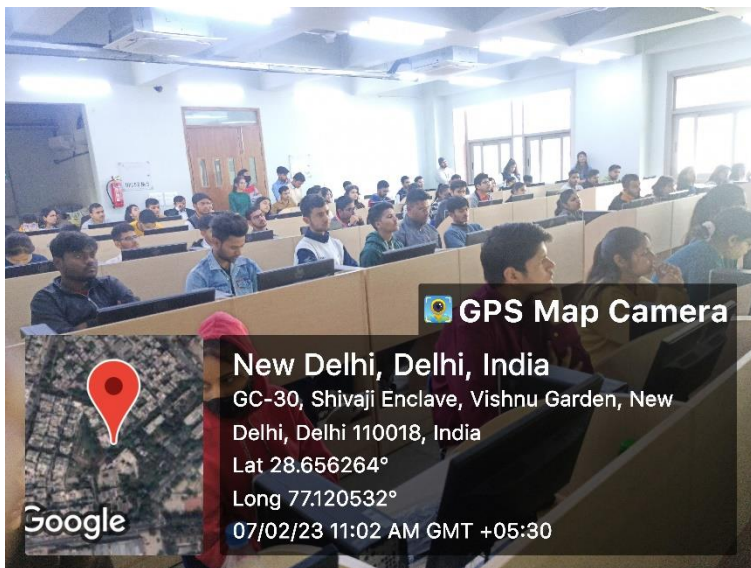 GPS Map Camera
New Delhi, Delhi, India
GC-30, Shivaji Enclave, Vishnu Garden, New
Delhi, Delhi 110018, India
Lat 28.656264°
Long 77.120532°
07/02/23 11:02 AM GMT +05:30
Google